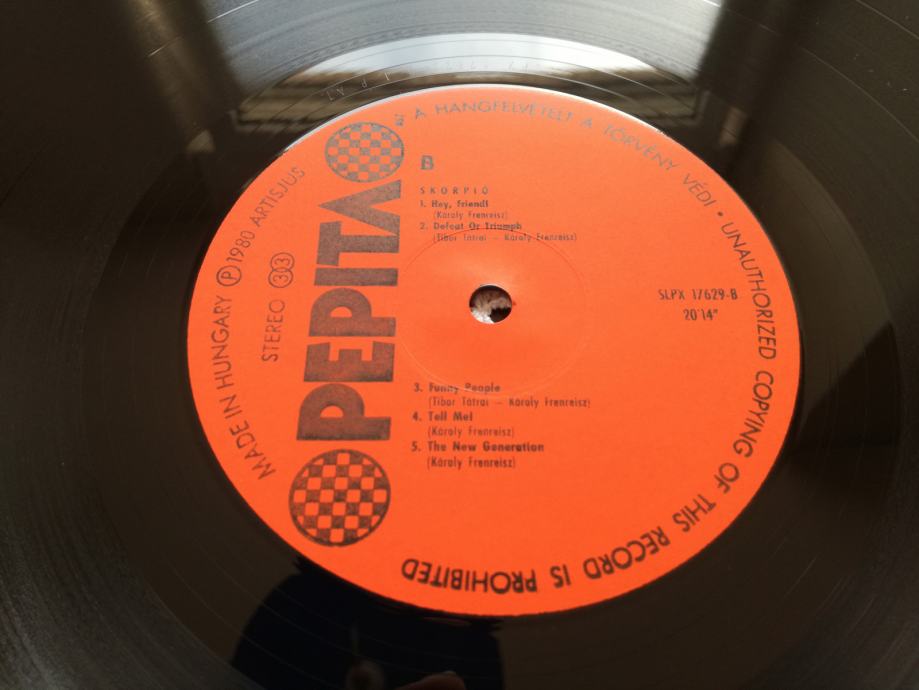 A HANGFELVÉTELT A TÖRVÉNY VÉDI • UNAUTHORIZED COPYING OF THIS RECORD IS PROHIBITED
MADE IN HUNGARY Ⓟ 1980 ARTISJUS
STEREO 33
PEPITA
B
SKORPIÓ
1. Hey, friend!
(Károly Frenreisz)
2. Defeat Or Triumph
(Tibor Tátrai – Károly Frenreisz)
SLPX 17629-B
20'14"
3. Funny People
(Tibor Tátrai – Károly Frenreisz)
4. Tell Me!
(Károly Frenreisz)
5. The New Generation
(Károly Frenreisz)